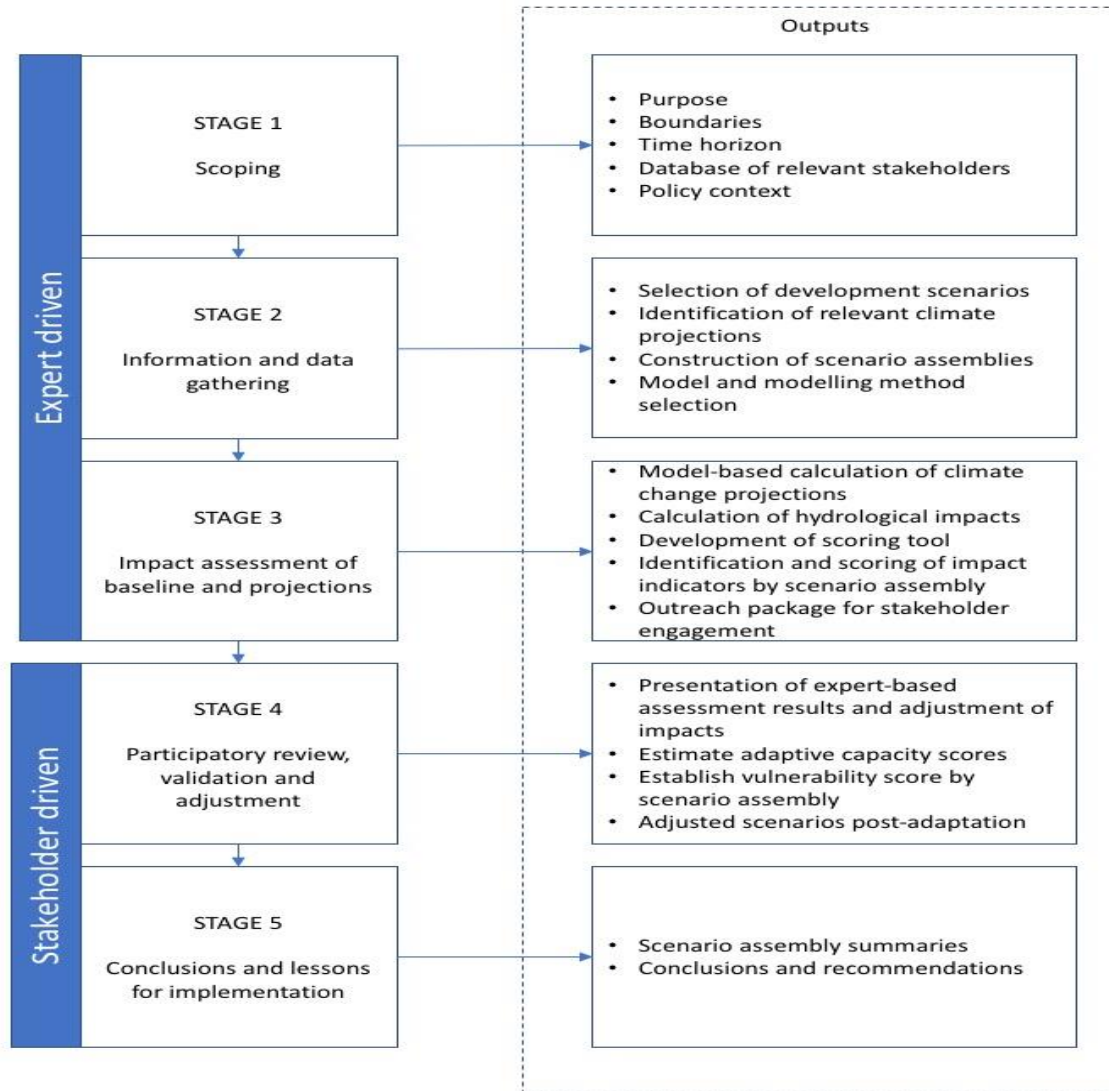 Outputs
Expert driven
STAGE 1
Scoping
• Purpose
• Boundaries
• Time horizon
• Database of relevant stakeholders
• Policy context
STAGE 2
Information and data
gathering
• Selection of development scenarios
• Identification of relevant climate
projections
• Construction of scenario assemblies
• Model and modelling method
selection
STAGE 3
Impact assessment of
baseline and projections
• Model-based calculation of climate
change projections
• Calculation of hydrological impacts
• Development of scoring tool
• Identification and scoring of impact
indicators by scenario assembly
• Outreach package for stakeholder
engagement
Stakeholder driven
STAGE 4
Participatory review,
validation and
adjustment
• Presentation of expert-based
assessment results and adjustment of
impacts
• Estimate adaptive capacity scores
• Establish vulnerability score by
scenario assembly
• Adjusted scenarios post-adaptation
STAGE 5
Conclusions and lessons
for implementation
• Scenario assembly summaries
• Conclusions and recommendations